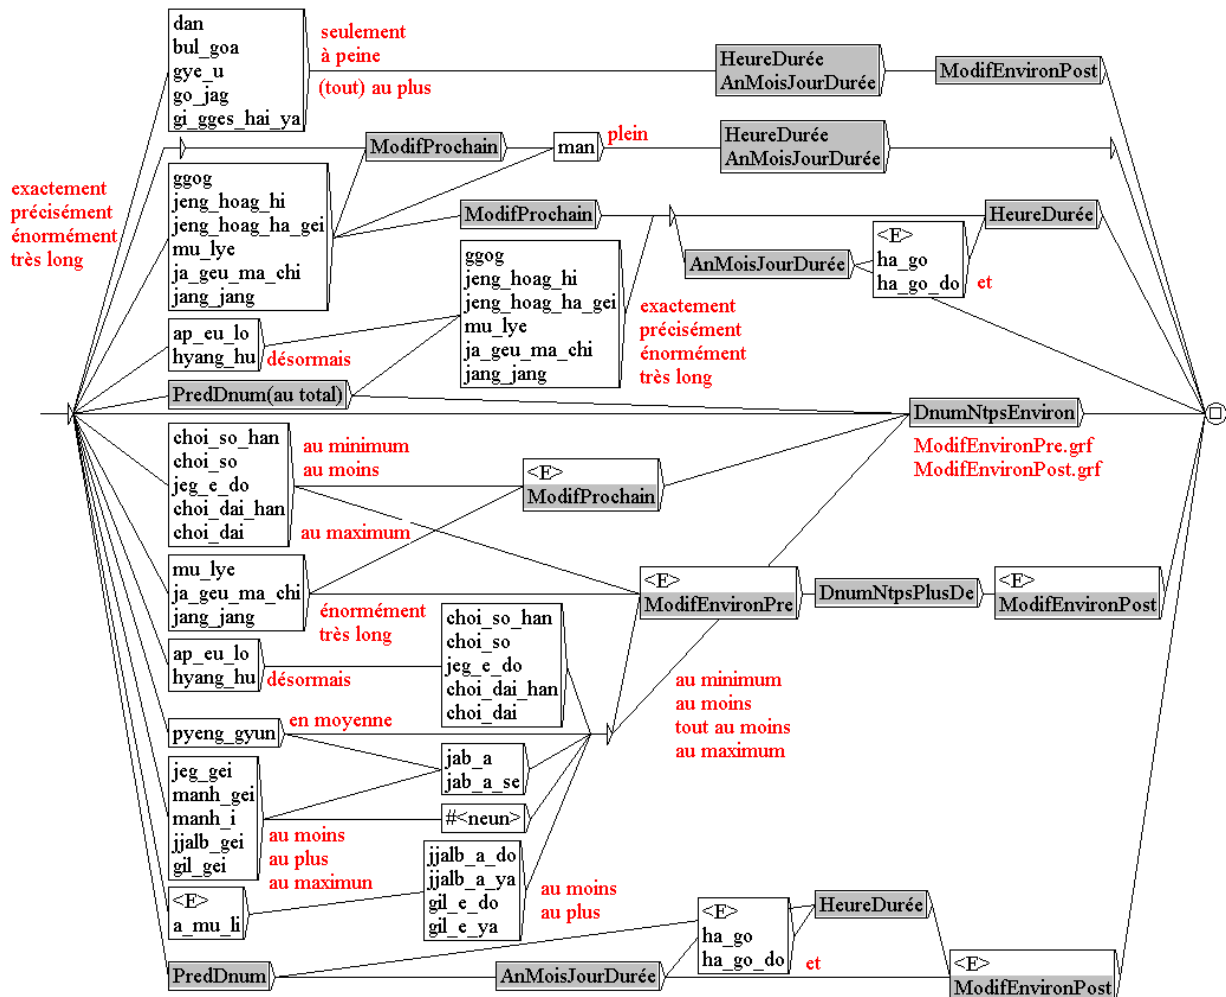 dan
bul_goa
gye_u
go_jag
gi_gges_hai_ya
seulement
à peine
(tout) au plus
HeureDurée
AnMoisJourDurée
ModifEnvironPost
ModifProchain
man
plein
HeureDurée
AnMoisJourDurée
exactement
précisément
énormément
très long
ggog
jeng_hoag_hi
jeng_hoag_ha_gei
mu_lye
ja_geu_ma_chi
jang_jang
ModifProchain
HeureDurée
AnMoisJourDurée
<E>
ha_go
ha_go_do
et
ggog
jeng_hoag_hi
jeng_hoag_ha_gei
mu_lye
ja_geu_ma_chi
jang_jang
exactement
précisément
énormément
très long
ap_eu_lo
hyang_hu
désormais
PredDnum(au total)
DnumNtpsEnviron
ModifEnvironPre.grf
ModifEnvironPost.grf
choi_so_han
choi_so
jeg_e_do
choi_dai_han
choi_dai
au minimum
au moins
au maximum
<E>
ModifProchain
mu_lye
ja_geu_ma_chi
jang_jang
énormément
très long
<E>
ModifEnvironPre
DnumNtpsPlusDe
<E>
ModifEnvironPost
ap_eu_lo
hyang_hu
désormais
choi_so_han
choi_so
jeg_e_do
choi_dai_han
choi_dai
au minimum
au moins
tout au moins
au maximum
pyeng_gyun
en moyenne
jab_a
jab_a_se
jeg_gei
manh_gei
manh_i
jjalb_gei
gil_gei
#<neun>
au moins
au plus
au maximun
<E>
a_mu_li
jjalb_a_do
jjalb_a_ya
gil_e_do
gil_e_ya
au moins
au plus
PredDnum
AnMoisJourDurée
<E>
ha_go
ha_go_do
et
HeureDurée
<E>
ModifEnvironPost